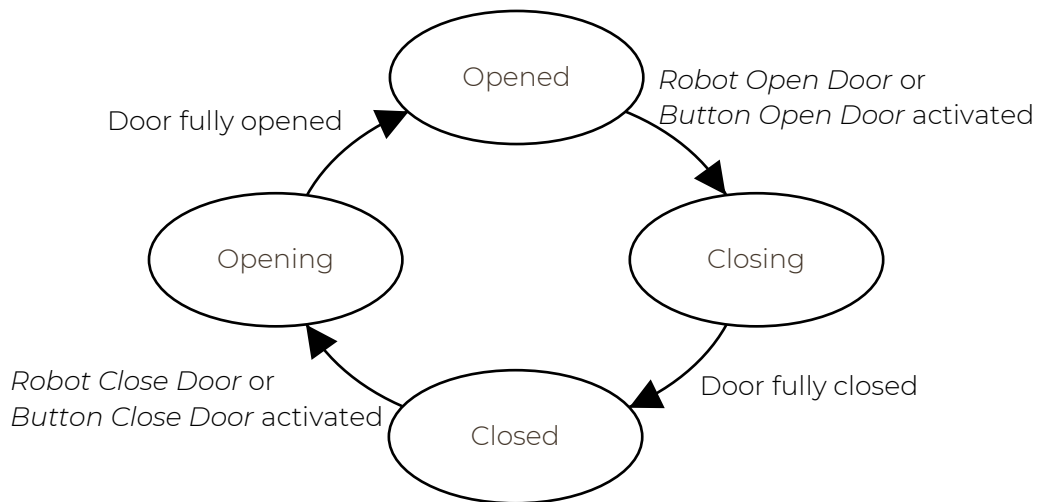 Opened
Robot Open Door or
Button Open Door activated
Door fully opened
Opening
Closing
Robot Close Door or
Button Close Door activated
Door fully closed
Closed